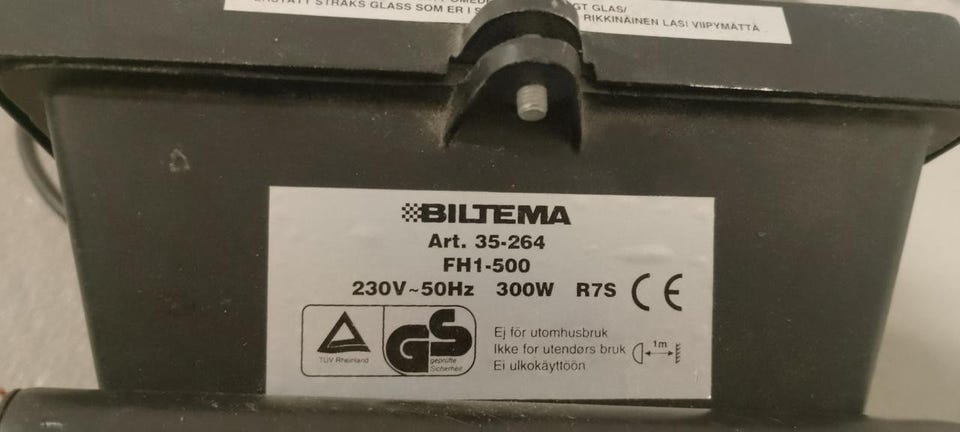 GT GLAS/
STRAKS GLASS SOM ER I S
RIKKINÄINEN LASI VIIPYMÄTTÄ
BILTEMA
Art. 35-264
FH1-500
230V~50Hz 300W R7S CE
TÜV Rheinland
GS
geprüfte
Sicherheit
Ej för utomhusbruk
Ikke for utendørs bruk
1m
Ei ulkokäyttöön